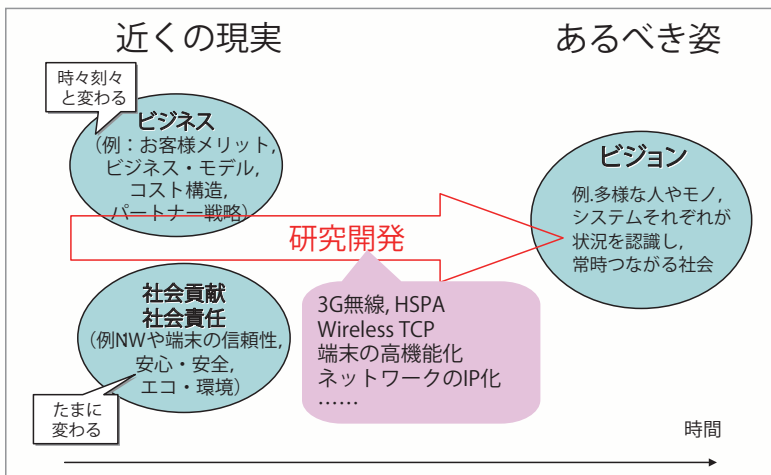 近くの現実
あるべき姿
時々刻々
と変わる
ビジネス
(例：お客様メリット,
ビジネス・モデル,
コスト構造,
パートナー戦略)
ビジョン
例.多様な人やモノ,
システムそれぞれが
状況を認識し,
常時つながる社会
研究開発
社会貢献
社会責任
(例NWや端末の信頼性,
安心・安全,
エコ・環境)
3G無線, HSPA
Wireless TCP
端末の高機能化
ネットワークのIP化
……
たまに
変わる
時間